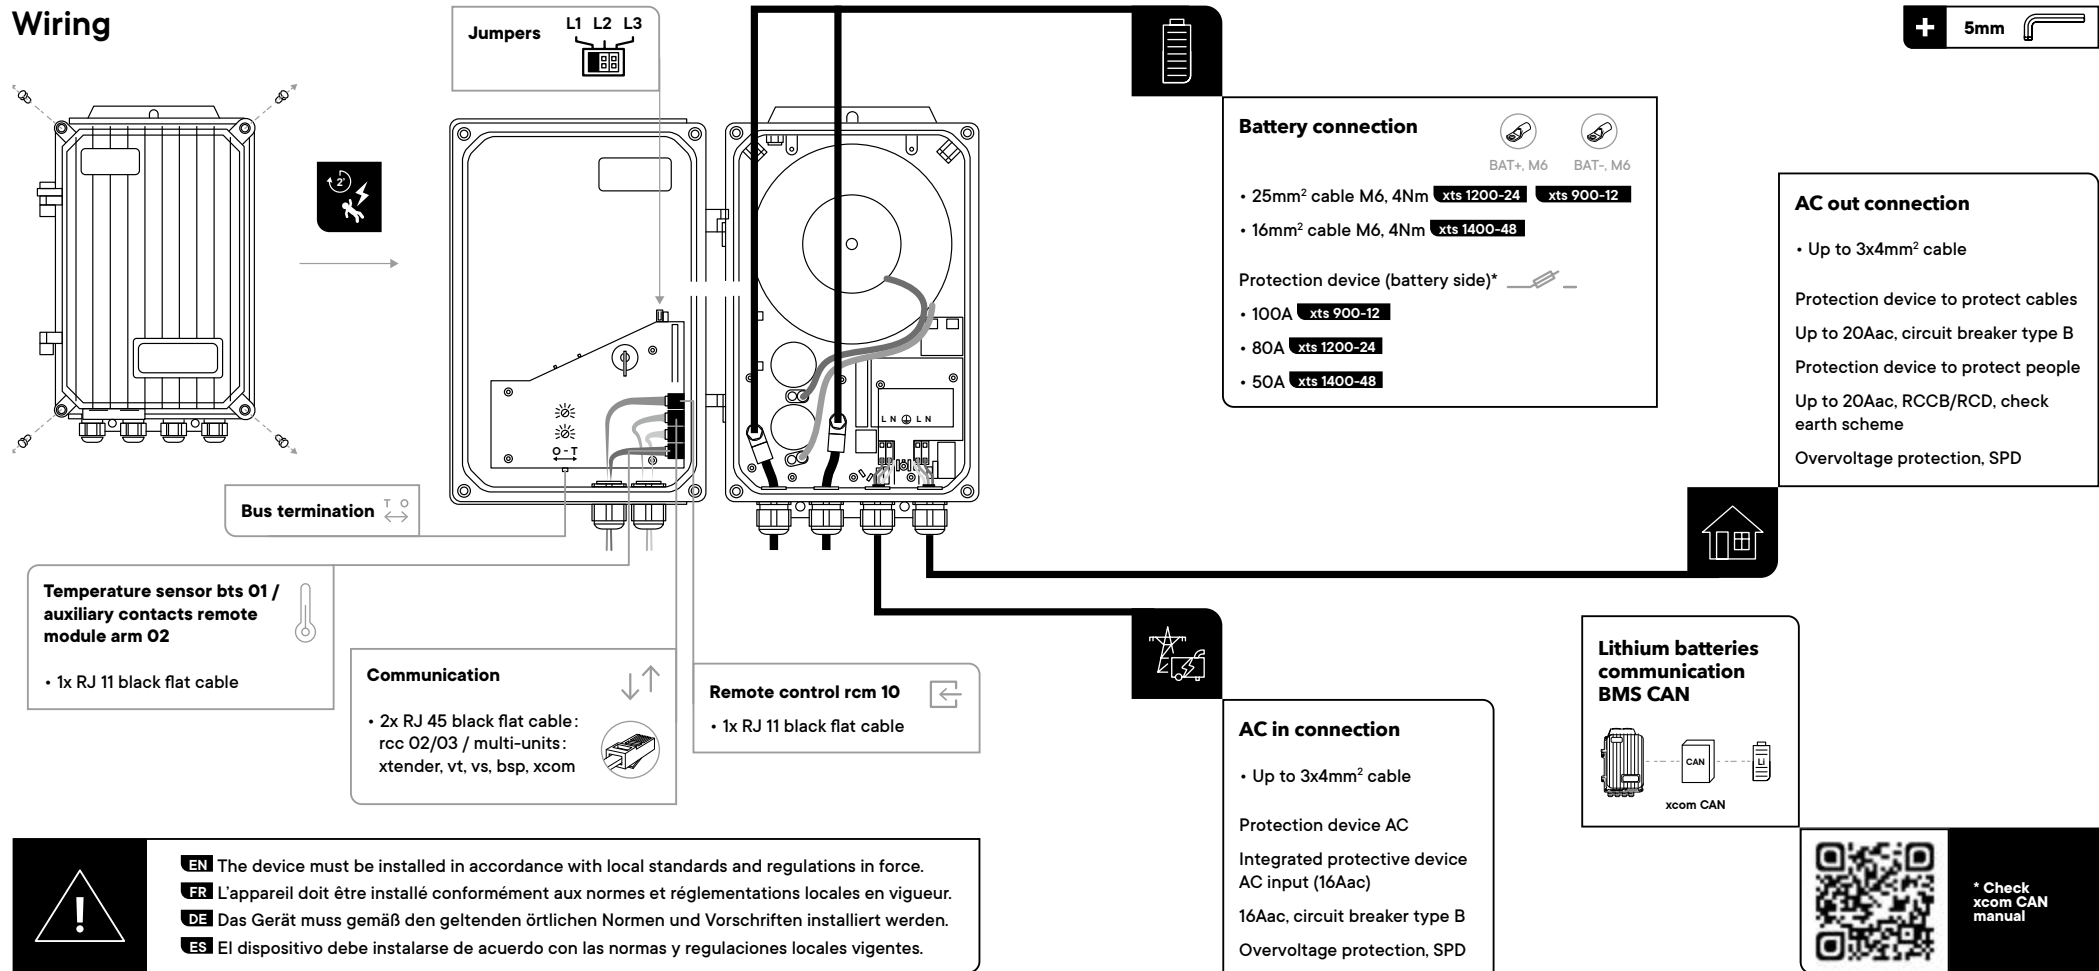 Wiring
Jumpers
L1 L2 L3
5mm
2'
Battery connection
BAT+, M6 BAT-, M6
• 25mm² cable M6, 4Nm xts 1200-24 xts 900-12
• 16mm² cable M6, 4Nm xts 1400-48
Protection device (battery side)*
• 100A xts 900-12
• 80A xts 1200-24
• 50A xts 1400-48
AC out connection
• Up to 3x4mm² cable
Protection device to protect cables
Up to 20Aac, circuit breaker type B
Protection device to protect people
Up to 20Aac, RCCB/RCD, check
earth scheme
Overvoltage protection, SPD
O - T
L N L N
Bus termination T O
Temperature sensor bts 01 /
auxiliary contacts remote
module arm 02
• 1x RJ 11 black flat cable
Communication
• 2x RJ 45 black flat cable:
rcc 02/03 / multi-units:
xtender, vt, vs, bsp, xcom
Remote control rcm 10
• 1x RJ 11 black flat cable
AC in connection
• Up to 3x4mm² cable
Protection device AC
Integrated protective device
AC input (16Aac)
16Aac, circuit breaker type B
Overvoltage protection, SPD
Lithium batteries
communication
BMS CAN
CAN
Li
xcom CAN
* Check
xcom CAN
manual
EN The device must be installed in accordance with local standards and regulations in force.
FR L'appareil doit être installé conformément aux normes et réglementations locales en vigueur.
DE Das Gerät muss gemäß den geltenden örtlichen Normen und Vorschriften installiert werden.
ES El dispositivo debe instalarse de acuerdo con las normas y regulaciones locales vigentes.